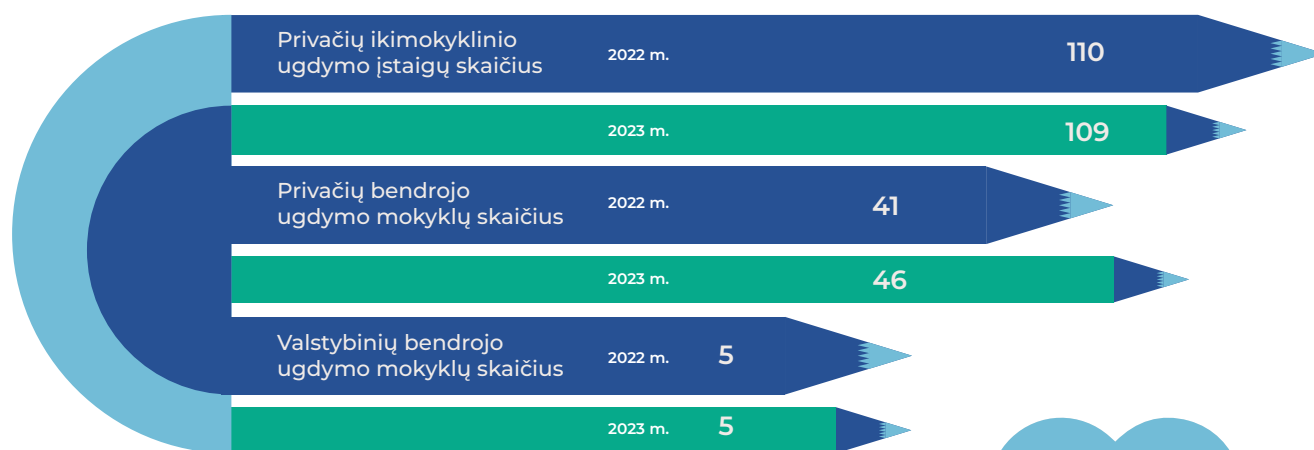 Privačių ikimokyklinio
ugdymo įstaigų skaičius
2022 m.
110
2023 m.
109
Privačių bendrojo
ugdymo mokyklų skaičius
2022 m.
41
2023 m.
46
Valstybinių bendrojo
ugdymo mokyklų skaičius
2022 m.
5
2023 m.
5